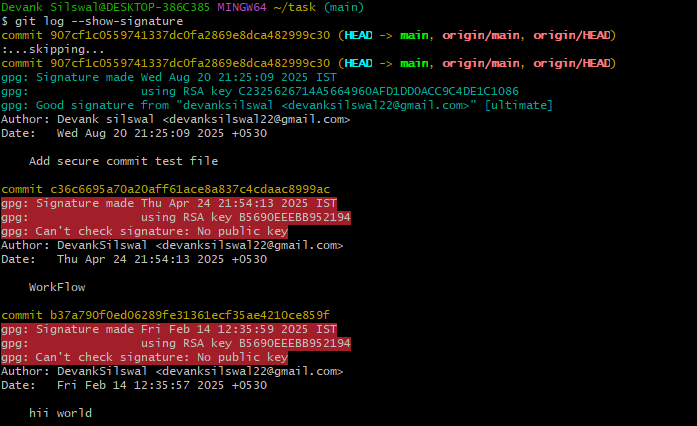 Devank Silswal@DESKTOP-386C385 MINGW64 ~/task (main)
$ git log --show-signature
commit 907cf1c0559741337dc0fa2869e8dca482999c30 (HEAD -> main, origin/main, origin/HEAD)
:...skipping...
commit 907cf1c0559741337dc0fa2869e8dca482999c30 (HEAD -> main, origin/main, origin/HEAD)
gpg: Signature made Wed Aug 20 21:25:09 2025 IST
gpg:                using RSA key C2325626714A5664960AFD1DD0ACC9C4DE1C1086
gpg: Good signature from "devanksilswal <devanksilswal22@gmail.com>" [ultimate]
Author: Devank silswal <devanksilswal22@gmail.com>
Date:   Wed Aug 20 21:25:09 2025 +0530
    Add secure commit test file
commit c36c6695a70a20aff61ace8a837c4cdaac8999ac
gpg: Signature made Thu Apr 24 21:54:13 2025 IST
gpg:                using RSA key B5690EEEBB952194
gpg: Can't check signature: No public key
Author: DevankSilswal <devanksilswal22@gmail.com>
Date:   Thu Apr 24 21:54:13 2025 +0530
    WorkFlow
commit b37a790f0ed06289fe31361ecf35ae4210ce859f
gpg: Signature made Fri Feb 14 12:35:59 2025 IST
gpg:                using RSA key B5690EEEBB952194
gpg: Can't check signature: No public key
Author: DevankSilswal <devanksilswal22@gmail.com>
Date:   Fri Feb 14 12:35:57 2025 +0530
    hii world